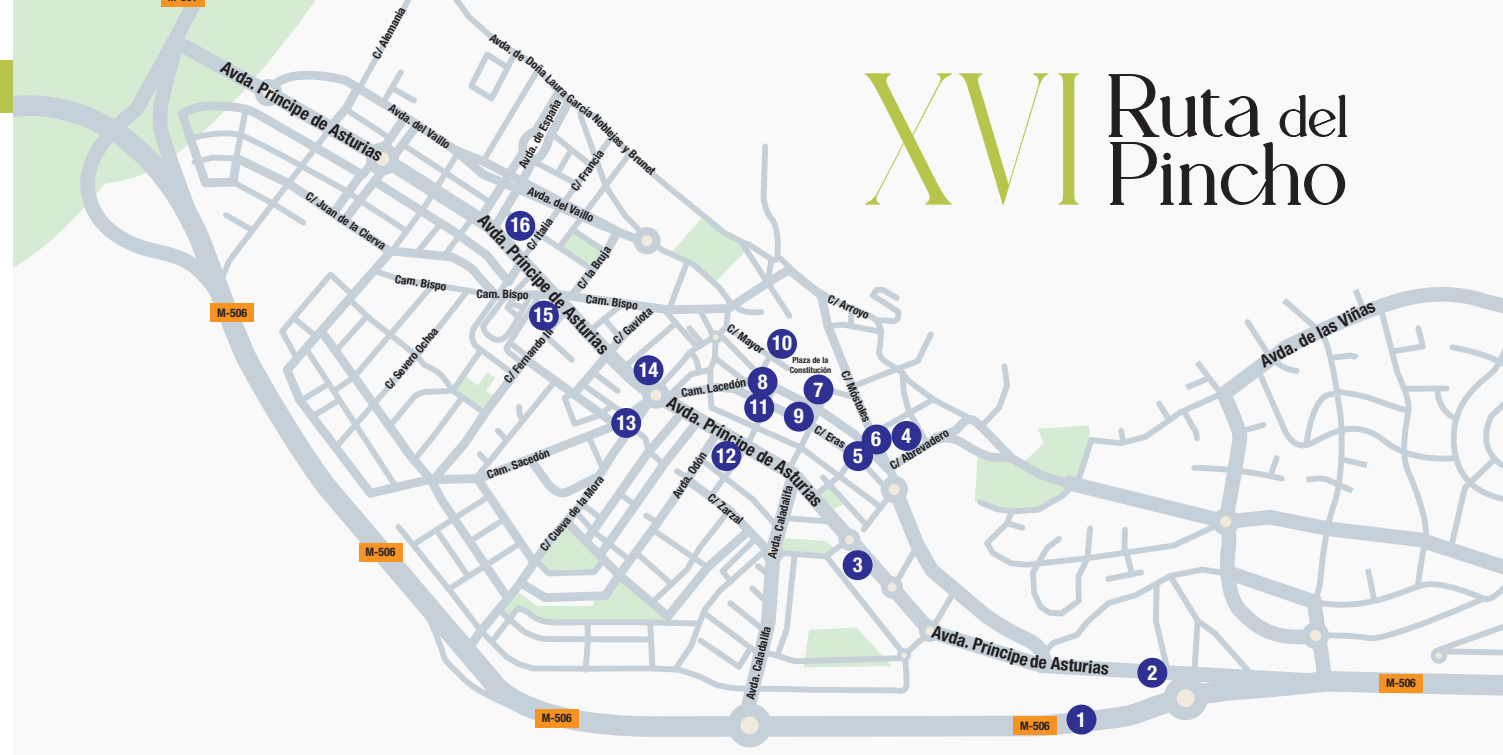 XVI
Ruta del
Pincho
C/ Alemania
Avda. de Doña Laura García Noblejas y Brunet
Avda. Príncipe de Asturias
Avda. del Vaillo
Avda. de España
C/ Francia
Avda. del Vaillo
C/ Juan de la Cierva
16
C/ Italia
Avda. Príncipe de Asturias
C/ la Bruja
Cam. Bispo
Cam. Bispo
Cam. Bispo
M-506
15
C/ Gaviota
C/ Arroyo
Avda. de las Viñas
C/ Mayor
10
C/ Severo Ochoa
C/ Fernando III
Plaza de la
Constitución
14
Cam. Lacedón
8
7
C/ Móstoles
11
9
13
Avda. Príncipe de Asturias
C/ Eras
6
4
5
C/ Abrevadero
12
Cam. Sacedón
Avda. Odón
C/ Zarzal
C/ Cueva de la Mora
Avda. Caladalifa
M-506
3
Avda. Caladalifa
Avda. Príncipe de Asturias
2
M-506
M-506
M-506
1